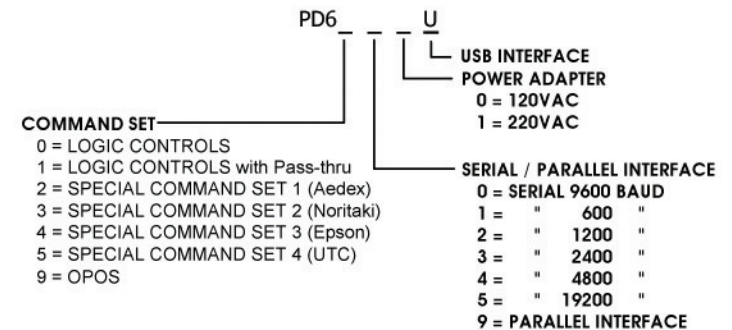 PD6_ _ _ U
USB INTERFACE
POWER ADAPTER
0 = 120VAC
1 = 220VAC
COMMAND SET
0 = LOGIC CONTROLS
1 = LOGIC CONTROLS with Pass-thru
2 = SPECIAL COMMAND SET 1 (Aedex)
3 = SPECIAL COMMAND SET 2 (Noritaki)
4 = SPECIAL COMMAND SET 3 (Epson)
5 = SPECIAL COMMAND SET 4 (UTC)
9 = OPOS
SERIAL / PARALLEL INTERFACE
0 = SERIAL 9600 BAUD
1 = " 600 "
2 = " 1200 "
3 = " 2400 "
4 = " 4800 "
5 = " 19200 "
9 = PARALLEL INTERFACE